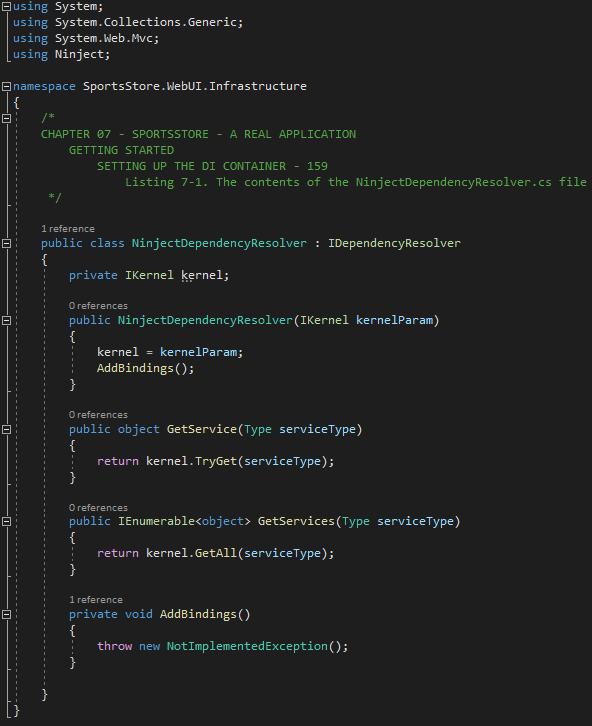 using System;
using System.Collections.Generic;
using System.Web.Mvc;
using Ninject;
namespace SportsStore.WebUI.Infrastructure
{
/*
CHAPTER 07 - SPORTSSTORE - A REAL APPLICATION
GETTING STARTED
SETTING UP THE DI CONTAINER - 159
Listing 7-1. The contents of the NinjectDependencyResolver.cs file
*/
1 reference
public class NinjectDependencyResolver : IDependencyResolver
{
private IKernel kernel;
0 references
public NinjectDependencyResolver(IKernel kernelParam)
{
kernel = kernelParam;
AddBindings();
}
0 references
public object GetService(Type serviceType)
{
return kernel.TryGet(serviceType);
}
0 references
public IEnumerable<object> GetServices(Type serviceType)
{
return kernel.GetAll(serviceType);
}
1 reference
private void AddBindings()
{
throw new NotImplementedException();
}
}
}